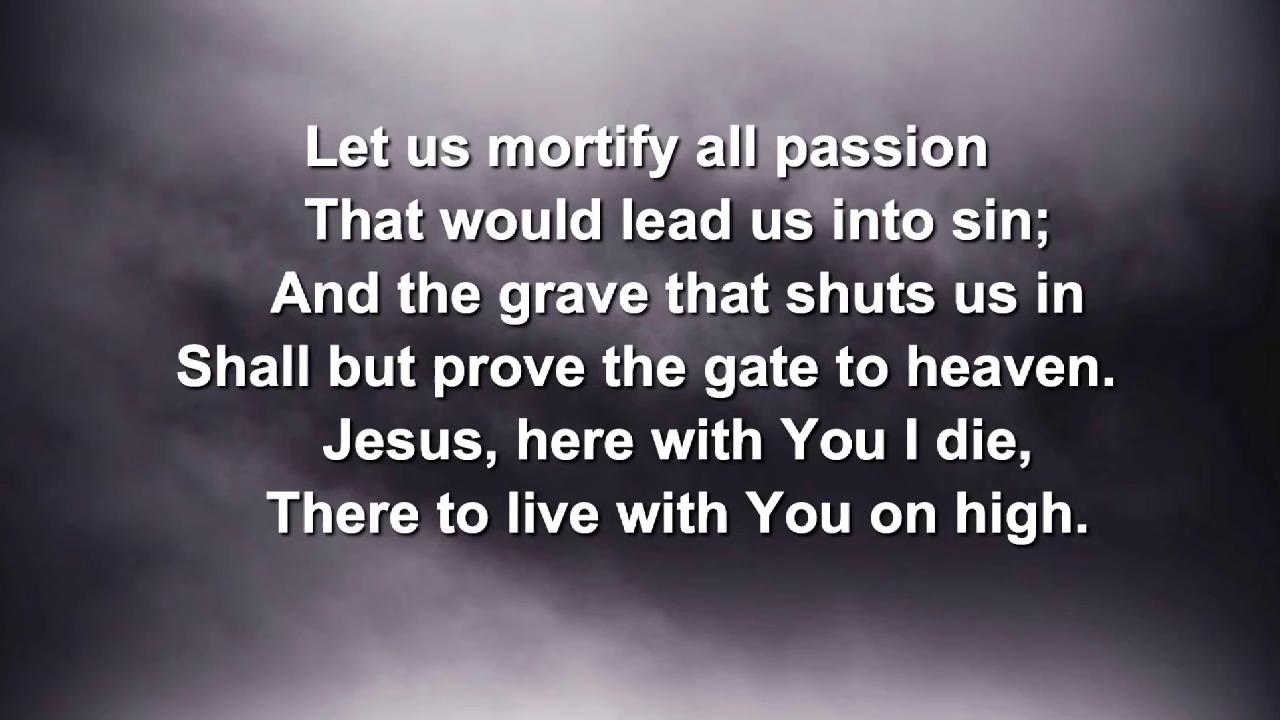 Let us mortify all passion
That would lead us into sin;
And the grave that shuts us in
Shall but prove the gate to heaven.
Jesus, here with You I die,
There to live with You on high.